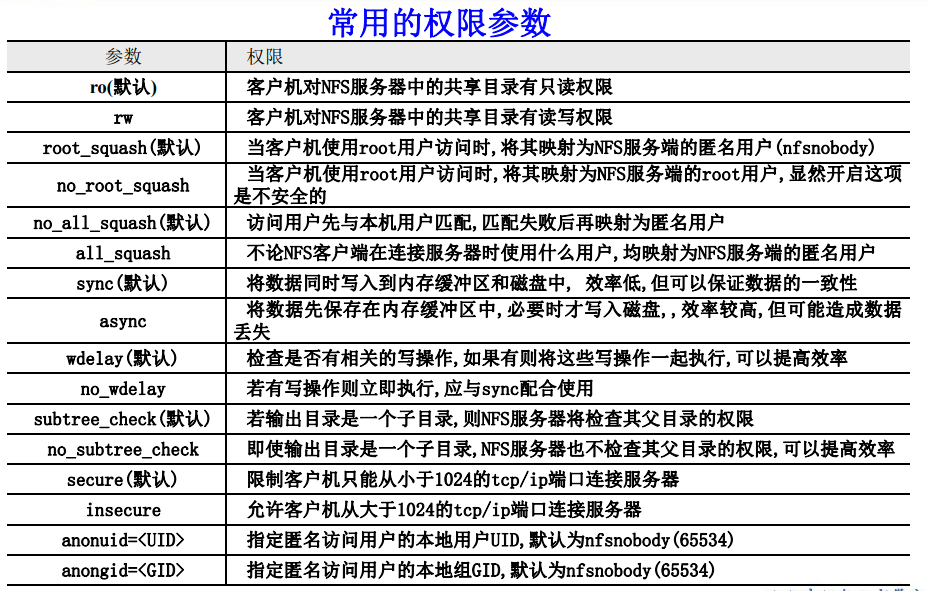 常用的权限参数
参数 权限
ro(默认) 客户机对NFS服务器中的共享目录有只读权限
rw 客户机对NFS服务器中的共享目录有读写权限
root_squash(默认) 当客户机使用root用户访问时,将其映射为NFS服务端的匿名用户(nfsnobody)
no_root_squash 当客户机使用root用户访问时,将其映射为NFS服务端的root用户,显然开启这项
是不安全的
no_all_squash(默认) 访问用户先与本机用户匹配,匹配失败后再映射为匿名用户
all_squash 不论NFS客户端在连接服务器时使用什么用户,均映射为NFS服务端的匿名用户
sync(默认) 将数据同时写入到内存缓冲区和磁盘中, 效率低,但可以保证数据的一致性
async 将数据先保存在内存缓冲区中,必要时才写入磁盘,,效率较高,但可能造成数据
丢失
wdelay(默认) 检查是否有相关的写操作,如果有则将这些写操作一起执行,可以提高效率
no_wdelay 若有写操作则立即执行,应与sync配合使用
subtree_check(默认) 若输出目录是一个子目录,则NFS服务器将检查其父目录的权限
no_subtree_check 即使输出目录是一个子目录,NFS服务器也不检查其父目录的权限,可以提高效率
secure(默认) 限制客户机只能从小于1024的tcp/ip端口连接服务器
insecure 允许客户机从大于1024的tcp/ip端口连接服务器
anonuid=<UID> 指定匿名访问用户的本地用户UID,默认为nfsnobody(65534)
anongid=<GID> 指定匿名访问用户的本地组GID,默认为nfsnobody(65534)